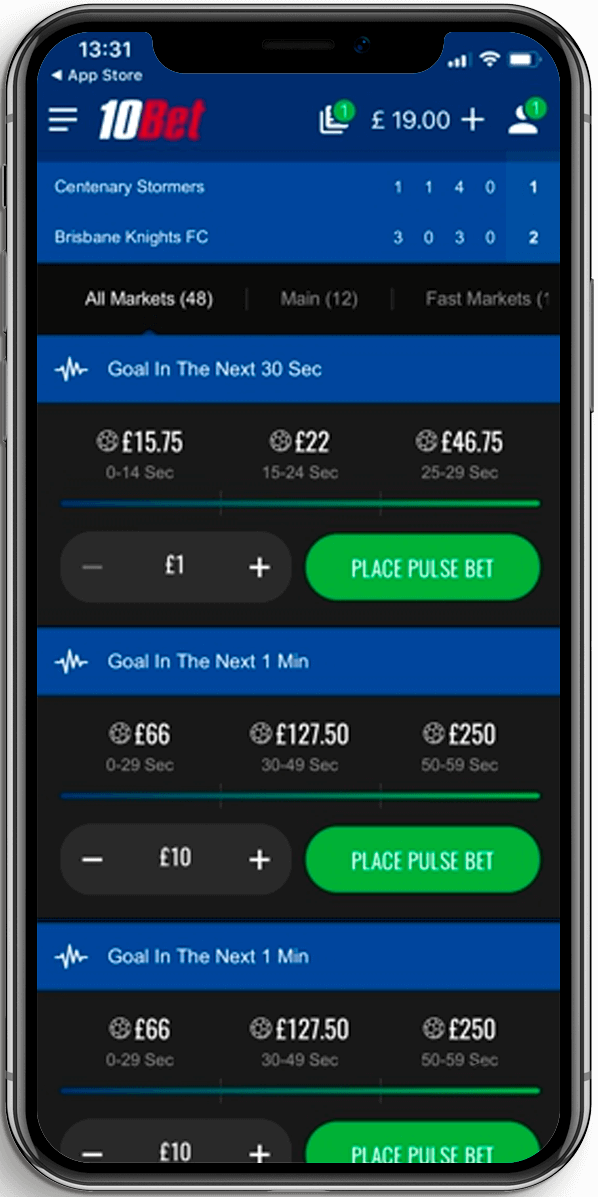 13:31
◀ App Store
10Bet 1 £ 19.00 + 1
Centenary Stormers 1 1 4 0 1
Brisbane Knights FC 3 0 3 0 2
All Markets (48) | Main (12) | Fast Markets (1
Goal In The Next 30 Sec
£15.75 £22 £46.75
0-14 Sec 15-24 Sec 25-29 Sec
− £1 + PLACE PULSE BET
Goal In The Next 1 Min
£66 £127.50 £250
0-29 Sec 30-49 Sec 50-59 Sec
− £10 + PLACE PULSE BET
Goal In The Next 1 Min
£66 £127.50 £250
0-29 Sec 30-49 Sec 50-59 Sec
− £10 + PLACE PULSE BET